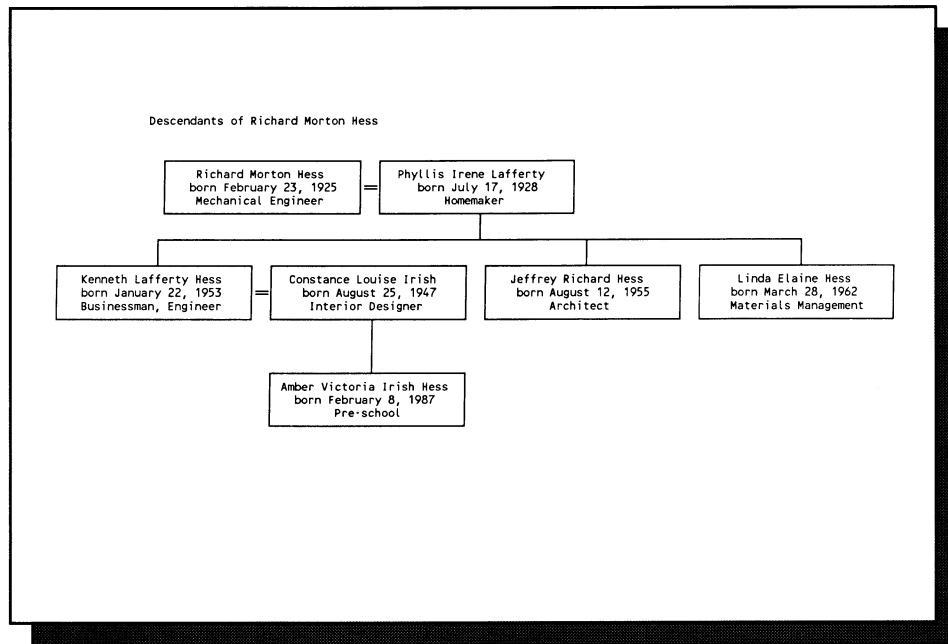 Descendants of Richard Morton Hess
Richard Morton Hess
born February 23, 1925
Mechanical Engineer
=
Phyllis Irene Lafferty
born July 17, 1928
Homemaker
Kenneth Lafferty Hess
born January 22, 1953
Businessman, Engineer
=
Constance Louise Irish
born August 25, 1947
Interior Designer
Jeffrey Richard Hess
born August 12, 1955
Architect
Linda Elaine Hess
born March 28, 1962
Materials Management
Amber Victoria Irish Hess
born February 8, 1987
Pre-school